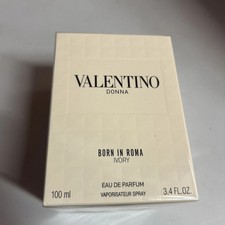 VALENTINO
DONNA
BORN IN ROMA
IVORY
EAU DE PARFUM
100 ml VAPORISATEUR SPRAY 3.4 FL.OZ.